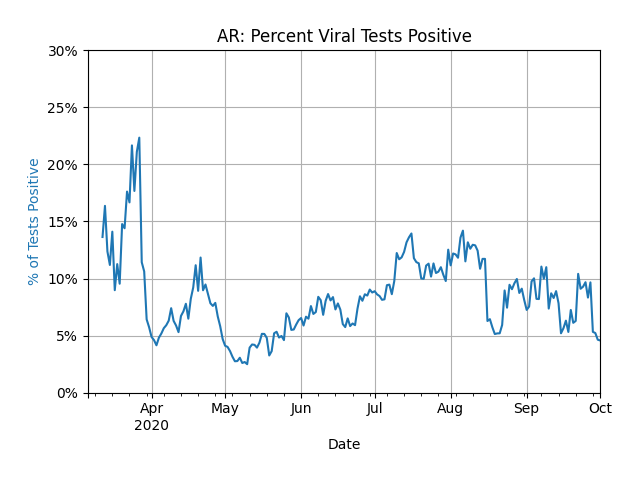 AR: Percent Viral Tests Positive
30%
25%
20%
15%
10%
5%
0%
% of Tests Positive
Apr May Jun Jul Aug Sep Oct
2020
Date